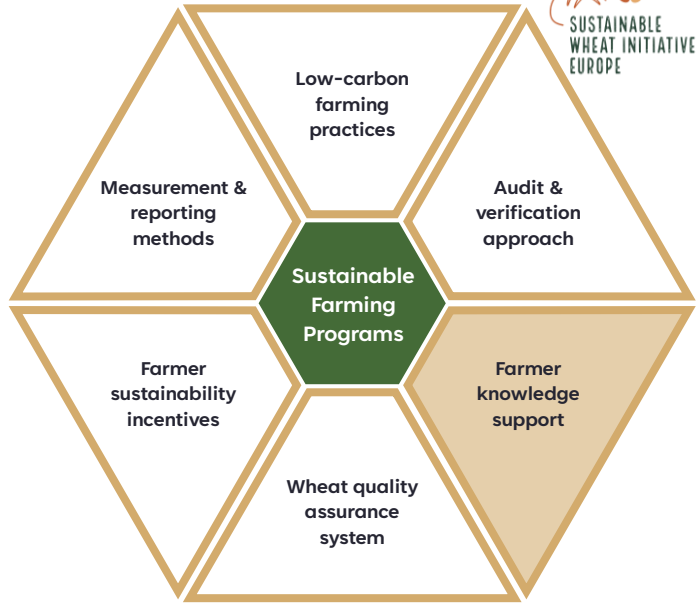 SUSTAINABLE
WHEAT INITIATIVE
EUROPE
Low-carbon
farming
practices
Measurement &
reporting
methods
Audit &
verification
approach
Sustainable
Farming
Programs
Farmer
sustainability
incentives
Farmer
knowledge
support
Wheat quality
assurance
system